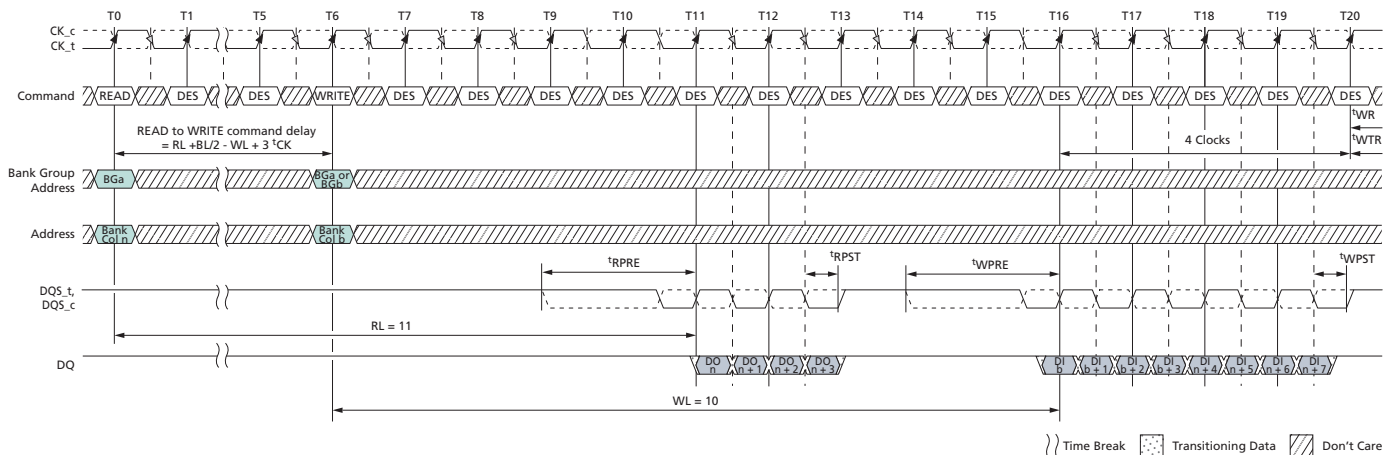 T0 T1 T5 T6 T7 T8 T9 T10 T11 T12 T13 T14 T15 T16 T17 T18 T19 T20
CK_c
CK_t
Command READ DES DES WRITE DES DES DES DES DES DES DES DES DES DES DES DES DES DES
tWR
READ to WRITE command delay
= RL +BL/2 - WL + 3 tCK
4 Clocks
tWTR
Bank Group
Address
BGa
BGa or
BGb
Address
Bank
Col n
Bank
Col b
tRPRE tRPST tWPRE tWPST
DQS_t,
DQS_c
RL = 11
DQ
DO
n
DO
n + 1
DO
n + 2
DO
n + 3
DI
b
DI
b + 1
DI
b + 2
DI
b + 3
DI
n + 4
DI
n + 5
DI
n + 6
DI
n + 7
WL = 10
Time Break Transitioning Data Don't Care